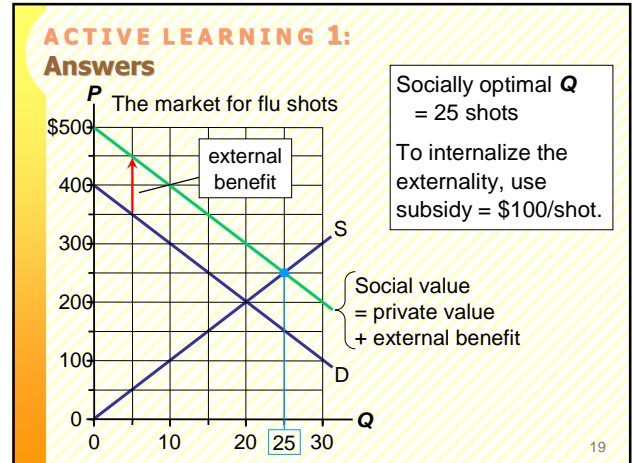 ACTIVE LEARNING 1:
Answers
P
The market for flu shots
$500
400
300
200
100
0
external
benefit
S
D
Social value
= private value
+ external benefit
Q
0 10 20 25 30
Socially optimal Q
= 25 shots
To internalize the
externality, use
subsidy = $100/shot.
19